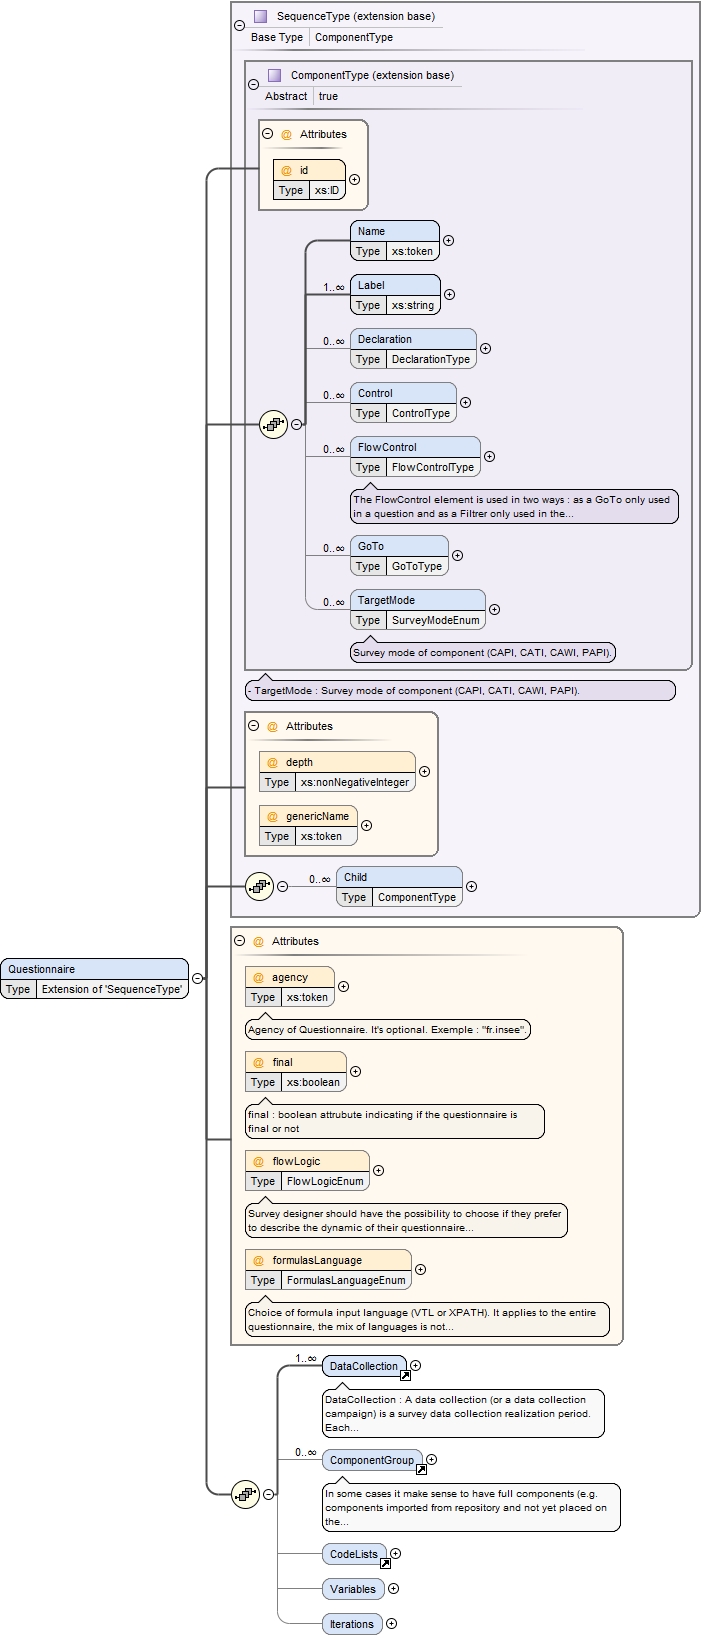 SequenceType (extension base)
Base Type ComponentType
ComponentType (extension base)
Abstract true
@ Attributes
@ id
Type xs:ID
Name
Type xs:token
1..∞ Label
Type xs:string
0..∞ Declaration
Type DeclarationType
0..∞ Control
Type ControlType
0..∞ FlowControl
Type FlowControlType
The FlowControl element is used in two ways : as a GoTo only used
in a question and as a Filtrer only used in the...
0..∞ GoTo
Type GoToType
0..∞ TargetMode
Type SurveyModeEnum
Survey mode of component (CAPI, CATI, CAWI, PAPI).
- TargetMode : Survey mode of component (CAPI, CATI, CAWI, PAPI).
@ Attributes
@ depth
Type xs:nonNegativeInteger
@ genericName
Type xs:token
0..∞ Child
Type ComponentType
Questionnaire
Type Extension of 'SequenceType'
@ Attributes
@ agency
Type xs:token
Agency of Questionnaire. It's optional. Exemple : "fr.insee".
@ final
Type xs:boolean
final : boolean attrubute indicating if the questionnaire is
final or not
@ flowLogic
Type FlowLogicEnum
Survey designer should have the possibility to choose if they prefer
to describe the dynamic of their questionnaire...
@ formulasLanguage
Type FormulasLanguageEnum
Choice of formula input language (VTL or XPATH). It applies to the entire
questionnaire, the mix of languages is not...
1..∞ DataCollection
DataCollection : A data collection (or a data collection
campaign) is a survey data collection realization period.
Each...
0..∞ ComponentGroup
In some cases it make sense to have full components (e.g.
components imported from repository and not yet placed on
the...
CodeLists
Variables
Iterations